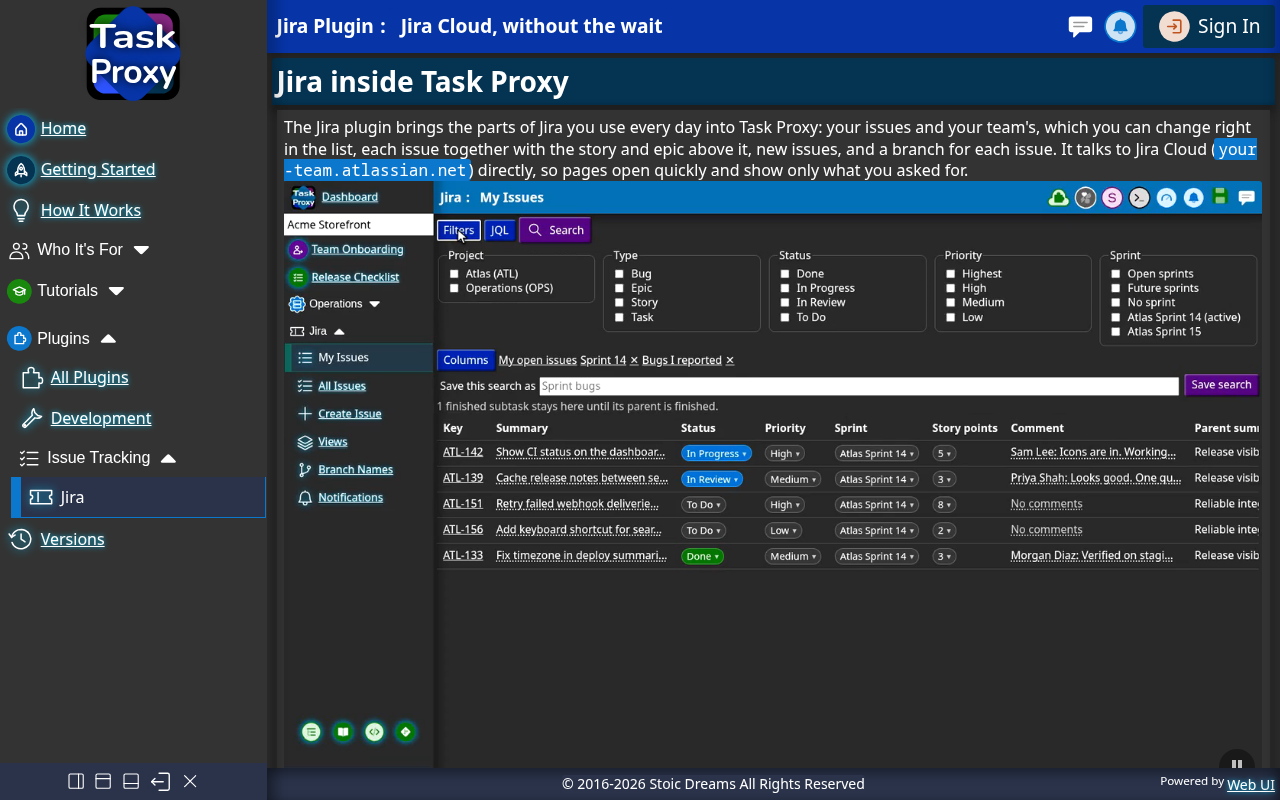 Task
Proxy
Home
Getting Started
How It Works
Who It's For
Tutorials
Plugins
All Plugins
Development
Issue Tracking
Jira
Versions
Jira Plugin : Jira Cloud, without the wait
Sign In
Jira inside Task Proxy
The Jira plugin brings the parts of Jira you use every day into Task Proxy: your issues and your team's, which you can change right
in the list, each issue together with the story and epic above it, new issues, and a branch for each issue. It talks to Jira Cloud ( your
-team.atlassian.net ) directly, so pages open quickly and show only what you asked for.
Task
Proxy
Dashboard
Acme Storefront
Team Onboarding
Release Checklist
Operations
Jira
My Issues
All Issues
Create Issue
Views
Branch Names
Notifications
Jira : My Issues
S
Filters JQL Search
Project
Atlas (ATL)
Operations (OPS)
Type
Bug
Epic
Story
Task
Status
Done
In Progress
In Review
To Do
Priority
Highest
High
Medium
Low
Sprint
Open sprints
Future sprints
No sprint
Atlas Sprint 14 (active)
Atlas Sprint 15
Columns My open issues Sprint 14 × Bugs I reported ×
Save this search as Sprint bugs Save search
1 finished subtask stays here until its parent is finished.
Key Summary Status Priority Sprint Story points Comment Parent sum
ATL-142 Show CI status on the dashboar... In Progress High Atlas Sprint 14 5 Sam Lee: Icons are in. Working... Release visib
ATL-139 Cache release notes between se... In Review Medium Atlas Sprint 14 3 Priya Shah: Looks good. One qu... Release visib
ATL-151 Retry failed webhook deliverie... To Do High Atlas Sprint 14 8 No comments Reliable inte
ATL-156 Add keyboard shortcut for sear... To Do Low Atlas Sprint 14 2 No comments Reliable inte
ATL-133 Fix timezone in deploy summari... Done Medium Atlas Sprint 14 3 Morgan Diaz: Verified on stagi... Release visib
© 2016-2026 Stoic Dreams All Rights Reserved
Powered by Web UI